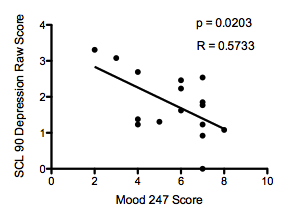 p = 0.0203
R = 0.5733
SCL 90 Depression Raw Score
4
3
2
1
0
0 2 4 6 8 10
Mood 247 Score